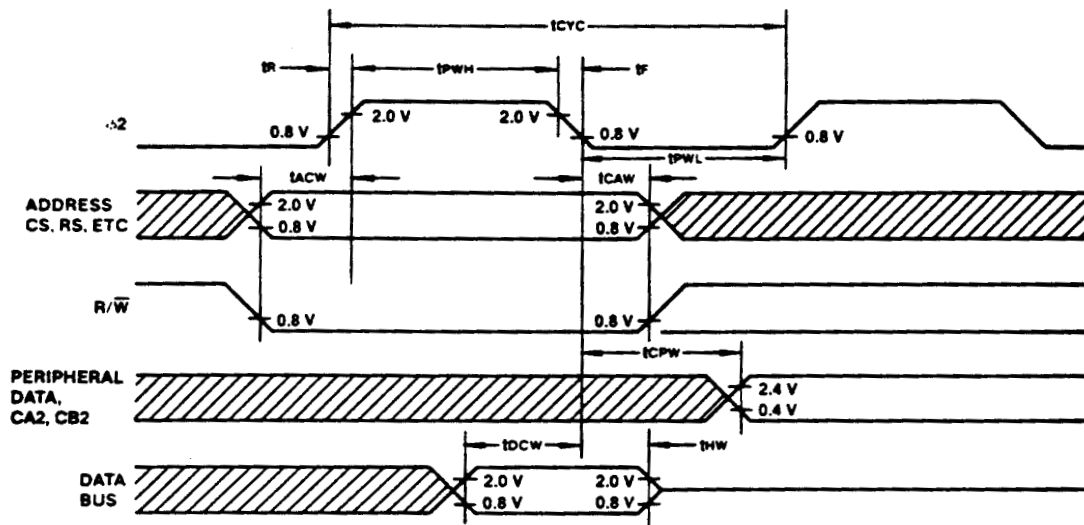 tCYC
tR
tPWH
tF
φ2
0.8 V
2.0 V
2.0 V
0.8 V
0.8 V
tPWL
tACW
tCAW
ADDRESS
CS, RS, ETC
2.0 V
0.8 V
2.0 V
0.8 V
R/W̅
0.8 V
0.8 V
tCPW
PERIPHERAL
DATA,
CA2, CB2
2.4 V
0.4 V
tDCW
tHW
DATA
BUS
2.0 V
0.8 V
2.0 V
0.8 V